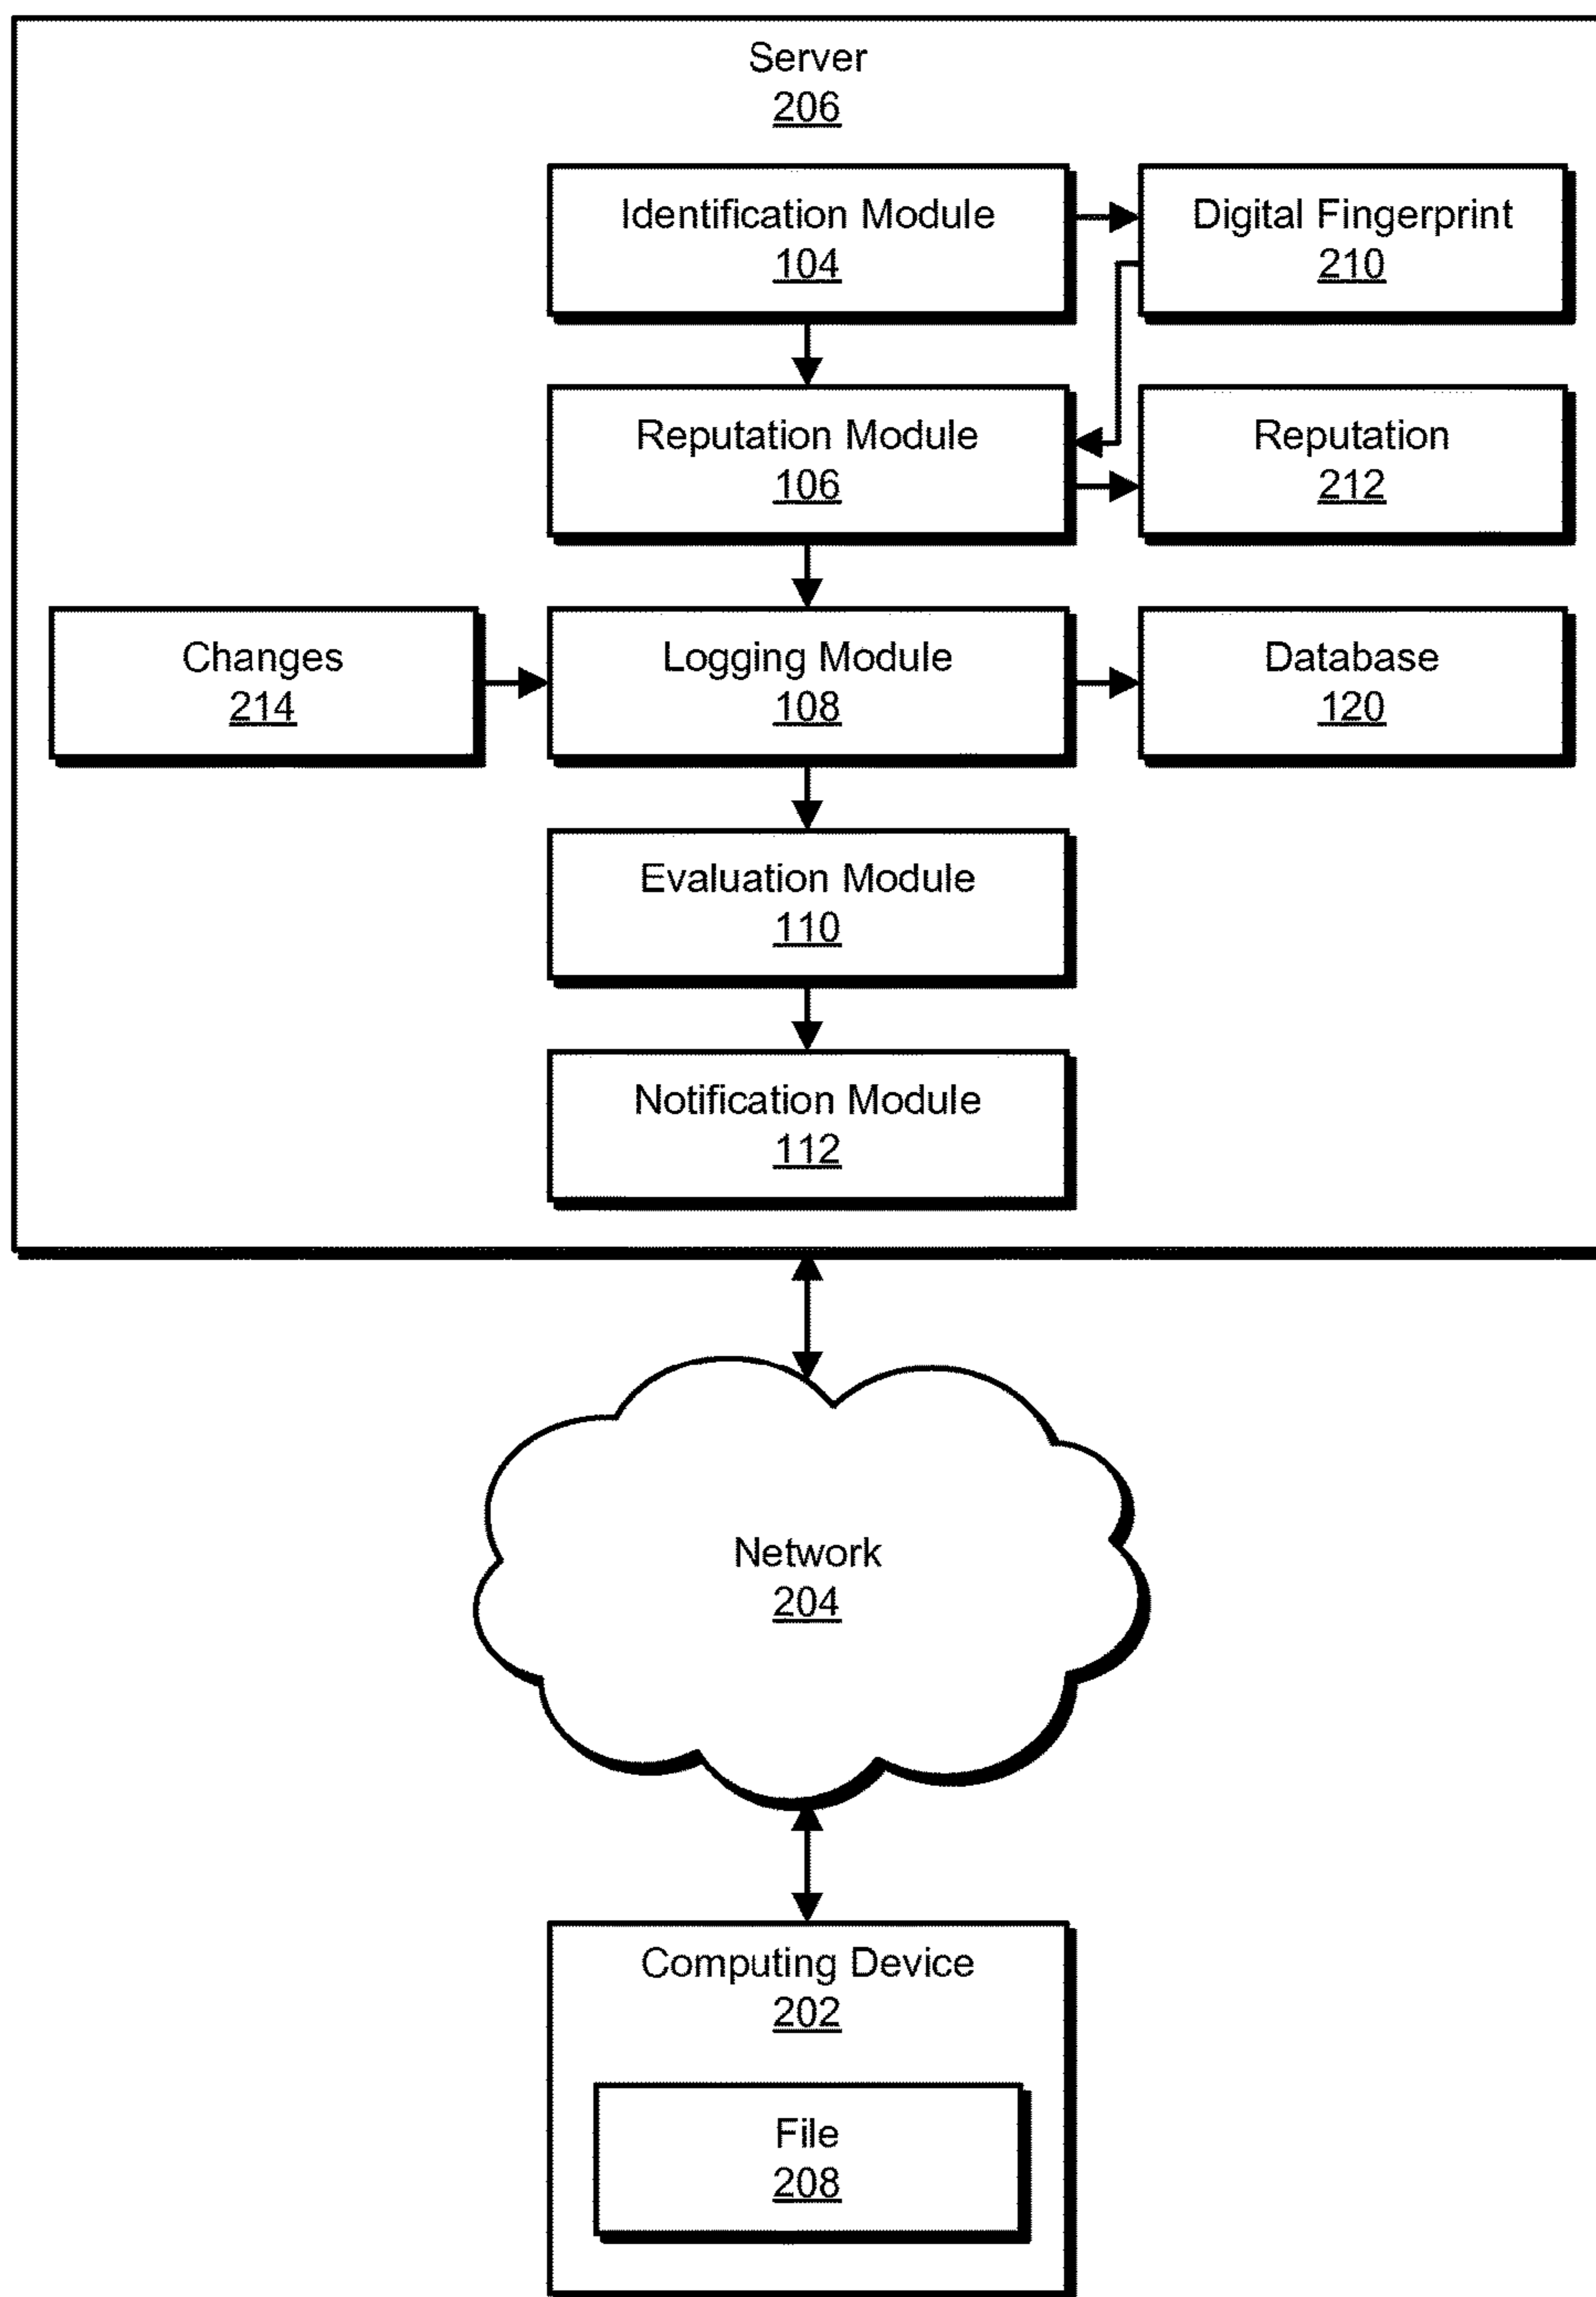 Server
206
Identification Module
104
Digital Fingerprint
210
Reputation Module
106
Reputation
212
Changes
214
Logging Module
108
Database
120
Evaluation Module
110
Notification Module
112
Network
204
Computing Device
202
File
208